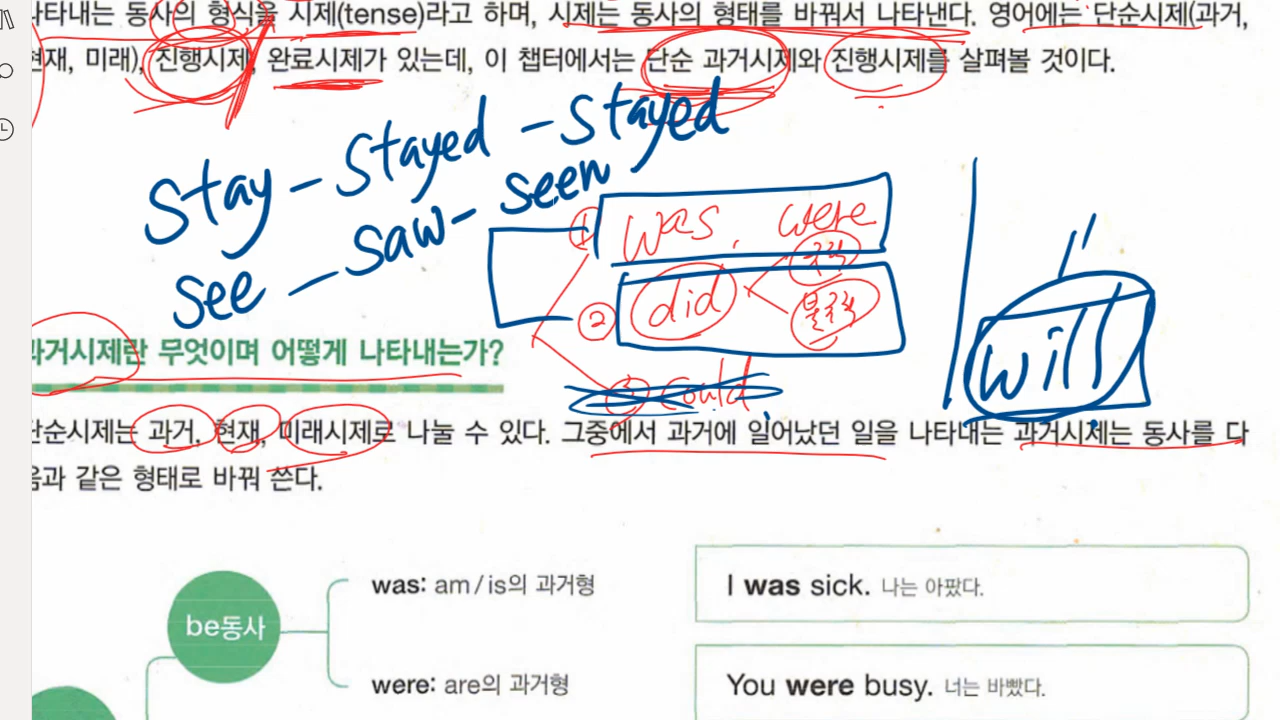 나타내는 동사의 형식을 시제(tense)라고 하며, 시제는 동사의 형태를 바꿔서 나타낸다. 영어에는 단순시제(과거,
현재, 미래), 진행시제, 완료시제가 있는데, 이 챕터에서는 단순 과거시제와 진행시제를 살펴볼 것이다.
stay - stayed - stayed
see - saw - seen
① was, were
② did 규칙
불규칙
③ could
will
과거시제란 무엇이며 어떻게 나타내는가?
단순시제는 과거, 현재, 미래시제로 나눌 수 있다. 그중에서 과거에 일어났던 일을 나타내는 과거시제는 동사를 다
음과 같은 형태로 바꿔 쓴다.
be동사
was: am/is의 과거형
I was sick. 나는 아팠다.
were: are의 과거형
You were busy. 너는 바빴다.